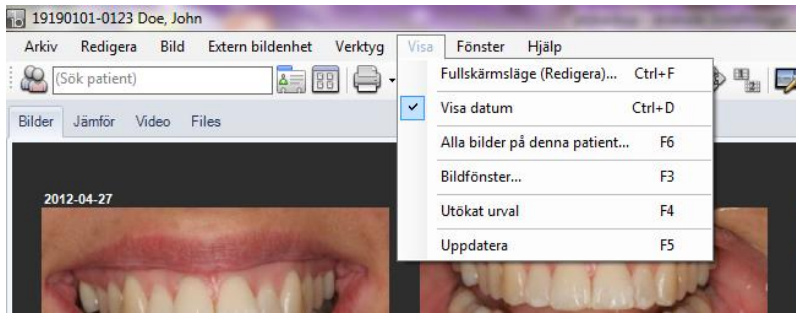 19190101-0123 Doe, John
Arkiv Redigera Bild Extern bildenhet Verktyg Visa Fönster Hjälp
(Sök patient)
Fullskärmsläge (Redigera)... Ctrl+F
Visa datum Ctrl+D
Alla bilder på denna patient... F6
Bildfönster... F3
Utökat urval F4
Uppdatera F5
Bilder Jämför Video Files
2012-04-27